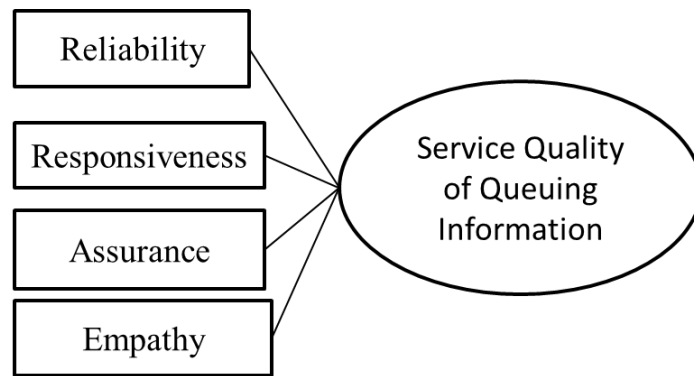 Reliability
Responsiveness
Assurance
Empathy
Service Quality
of Queuing
Information